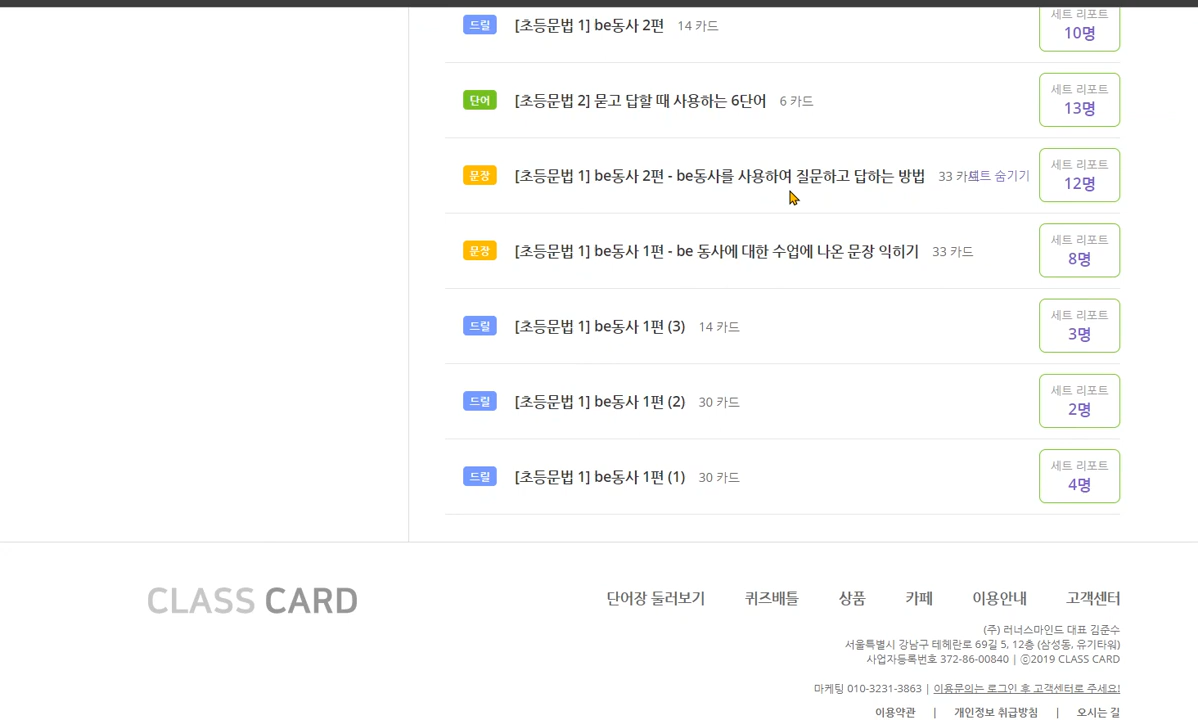 드릴 [초등문법 1] be동사 2편 14 카드 세트 리포트 10명
단어 [초등문법 2] 묻고 답할 때 사용하는 6단어 6 카드 세트 리포트 13명
문장 [초등문법 1] be동사 2편 - be동사를 사용하여 질문하고 답하는 방법 33 카 세트 숨기기 세트 리포트 12명
문장 [초등문법 1] be동사 1편 - be 동사에 대한 수업에 나온 문장 익히기 33 카드 세트 리포트 8명
드릴 [초등문법 1] be동사 1편 (3) 14 카드 세트 리포트 3명
드릴 [초등문법 1] be동사 1편 (2) 30 카드 세트 리포트 2명
드릴 [초등문법 1] be동사 1편 (1) 30 카드 세트 리포트 4명
CLASS CARD
단어장 둘러보기 퀴즈배틀 상품 카페 이용안내 고객센터
(주) 러너스마인드 대표 김준수
서울특별시 강남구 테헤란로 69길 5, 12층 (삼성동, 유기타워)
사업자등록번호 372-86-00840 | ⓒ2019 CLASS CARD
마케팅 010-3231-3863 | 이용문의는 로그인 후 고객센터로 주세요!
이용약관 | 개인정보 취급방침 | 오시는 길